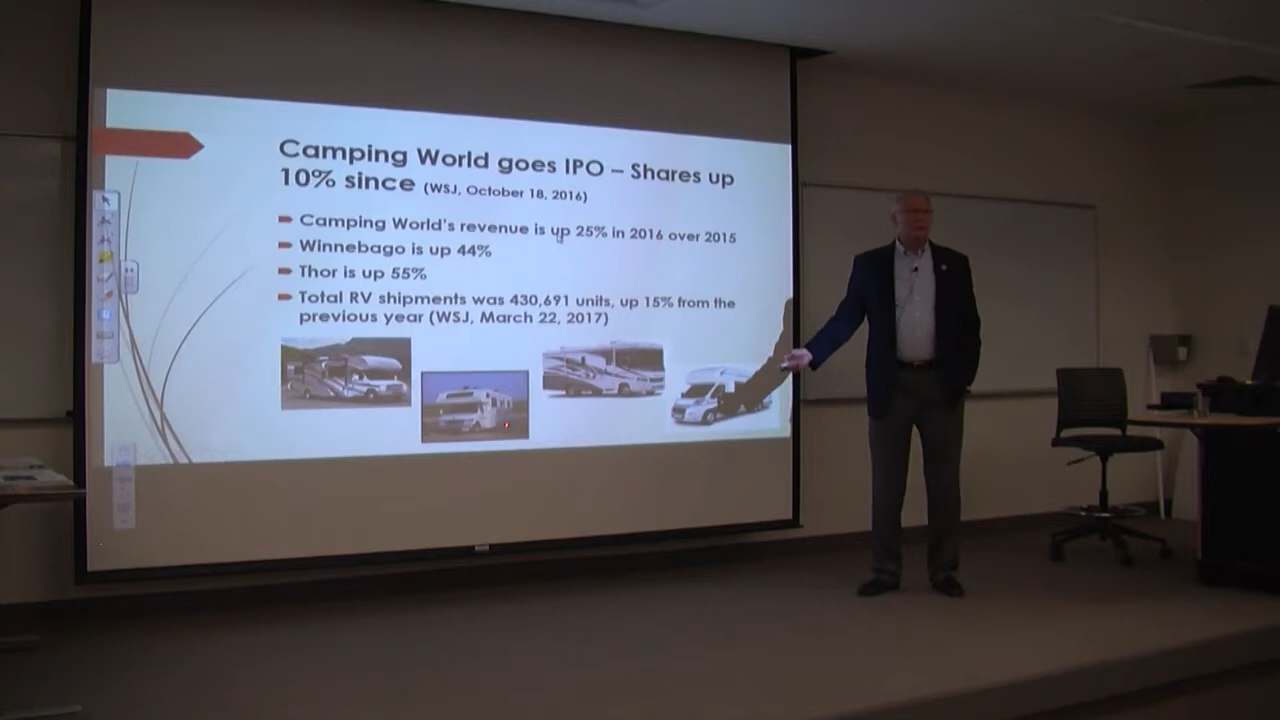 Camping World goes IPO – Shares up
10% since (WSJ, October 18, 2016)
Camping World's revenue is up 25% in 2016 over 2015
Winnebago is up 44%
Thor is up 55%
Total RV shipments was 430,691 units, up 15% from the
previous year (WSJ, March 22, 2017)